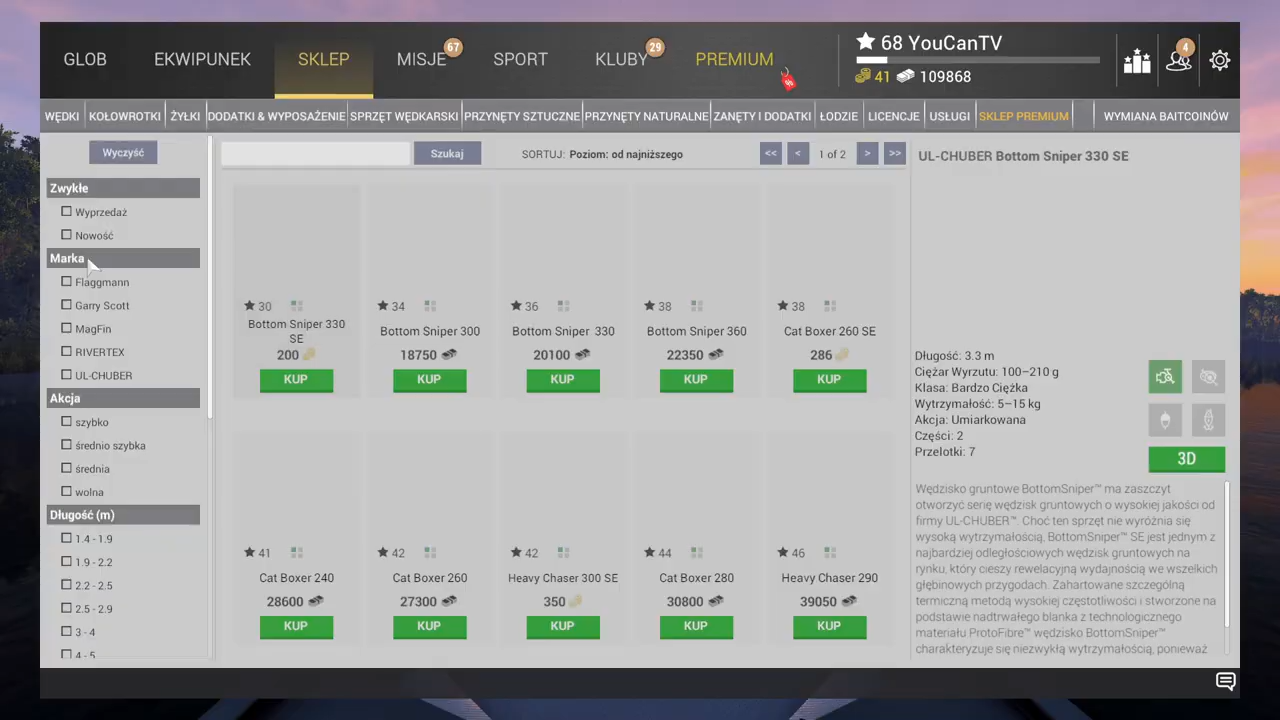 GLOB EKWIPUNEK SKLEP MISJE 67 SPORT KLUBY 29 PREMIUM
68 YouCanTV
41 109868
4
WĘDKI KOŁOWROTKI ŻYŁKI DODATKI & WYPOSAŻENIE SPRZĘT WĘDKARSKI PRZYNĘTY SZTUCZNE PRZYNĘTY NATURALNE ZANĘTY I DODATKI ŁODZIE LICENCJE USŁUGI SKLEP PREMIUM WYMIANA BAITCOINÓW
Wyczyść
Zwykłe
Wyprzedaż
Nowość
Marka
Flaggmann
Garry Scott
MagFin
RIVERTEX
UL-CHUBER
Akcja
szybko
średnio szybka
średnia
wolna
Długość (m)
1.4 - 1.9
1.9 - 2.2
2.2 - 2.5
2.5 - 2.9
3 - 4
4 - 5
Szukaj SORTUJ: Poziom: od najniższego << < 1 of 2 > >>
30 34 36 38 38
Bottom Sniper 330 SE
Bottom Sniper 300
Bottom Sniper 330
Bottom Sniper 360
Cat Boxer 260 SE
200 18750 20100 22350 286
KUP KUP KUP KUP KUP
41 42 42 44 46
Cat Boxer 240 Cat Boxer 260 Heavy Chaser 300 SE Cat Boxer 280 Heavy Chaser 290
28600 27300 350 30800 39050
KUP KUP KUP KUP KUP
UL-CHUBER Bottom Sniper 330 SE
Długość: 3.3 m
Ciężar Wyrzutu: 100–210 g
Klasa: Bardzo Ciężka
Wytrzymałość: 5–15 kg
Akcja: Umiarkowana
Części: 2
Przelotki: 7
3D
Wędzisko gruntowe BottomSniper™ ma zaszczyt
otworzyć serię wędzisk gruntowych o wysokiej jakości od
firmy UL-CHUBER™. Choć ten sprzęt nie wyróżnia się
wysoką wytrzymałością, BottomSniper™ SE jest jednym z
najbardziej odległościowych wędzisk gruntowych na
rynku, który cieszy rewelacyjną wydajnością we wszelkich
głębinowych przygodach. Zahartowane szczególną
termiczną metodą wysokiej częstotliwości i stworzone na
podstawie nadtrwałego blanka z technologicznego
materiału ProtoFibre™ wędzisko BottomSniper™
charakteryzuje się niezwykłą wytrzymałością, ponieważ